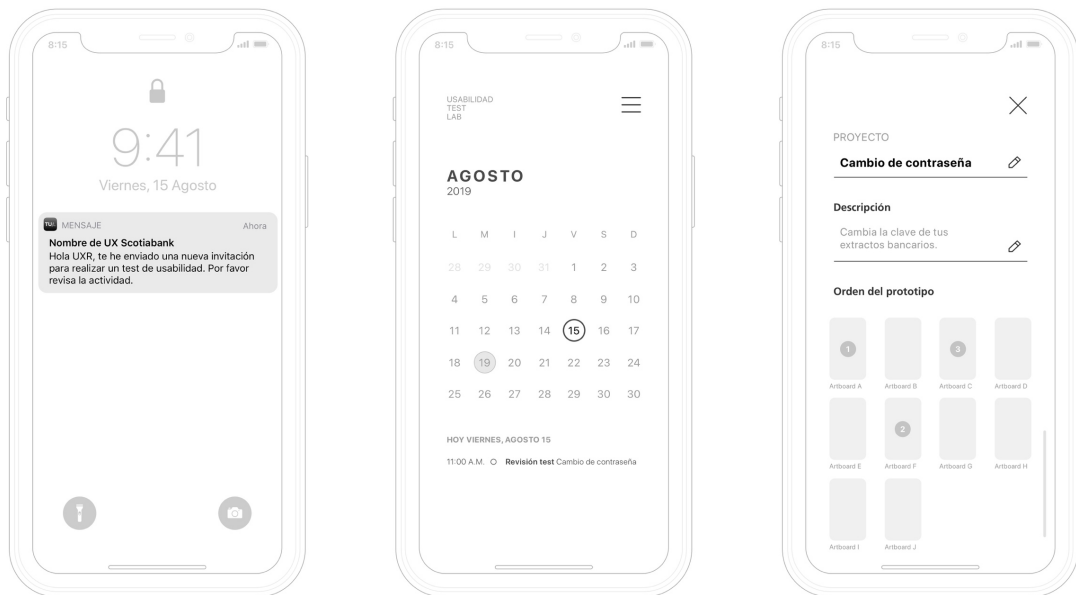 8:15
9:41
Viernes, 15 Agosto
TUL MENSAJE Ahora
Nombre de UX Scotiabank
Hola UXR, te he enviado una nueva invitación
para realizar un test de usabilidad. Por favor
revisa la actividad.
8:15
USABILIDAD
TEST
LAB
AGOSTO
2019
L M I J V S D
28 29 30 31 1 2 3
4 5 6 7 8 9 10
11 12 13 14 15 16 17
18 19 20 21 22 23 24
25 26 27 28 29 30 30
HOY VIERNES, AGOSTO 15
11:00 A.M. Revisión test Cambio de contraseña
8:15
PROYECTO
Cambio de contraseña
Descripción
Cambia la clave de tus
extractos bancarios.
Orden del prototipo
1 3
Artboard A Artboard B Artboard C Artboard D
2
Artboard E Artboard F Artboard G Artboard H
Artboard I Artboard J